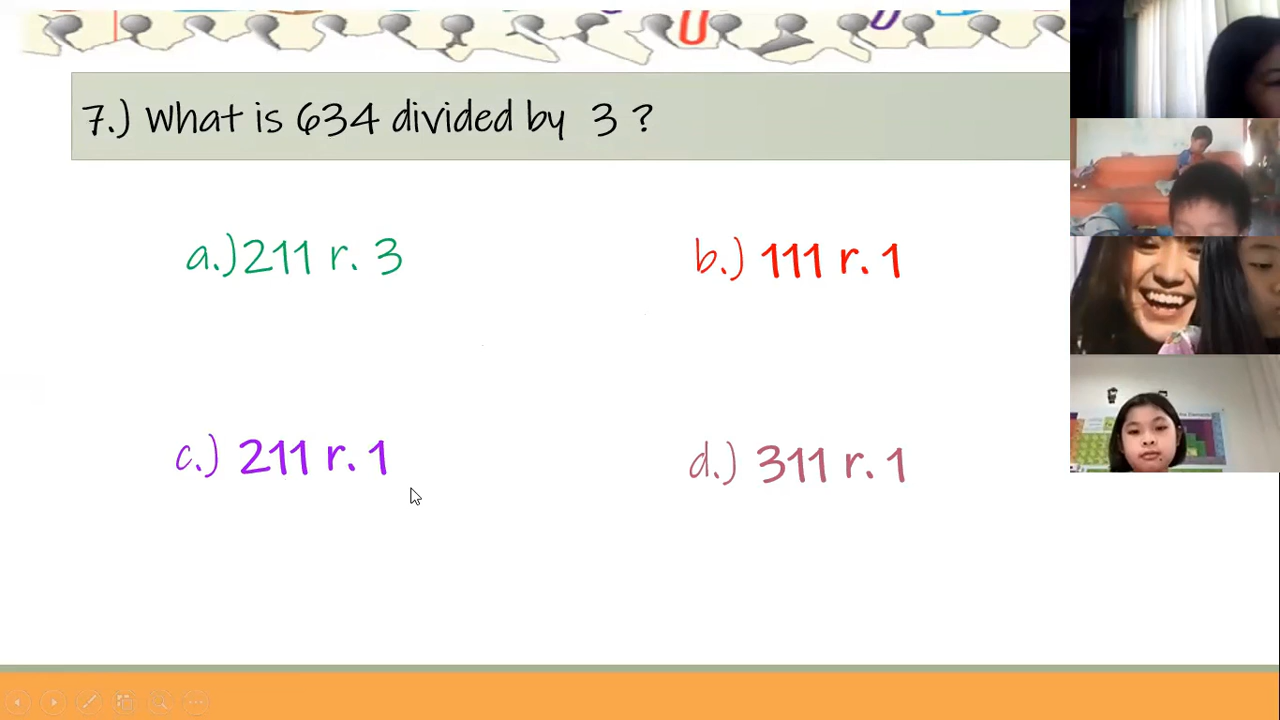 7.) What is 634 divided by 3 ?
a.)211 r. 3
b.) 111 r. 1
c.) 211 r. 1
d.) 311 r. 1